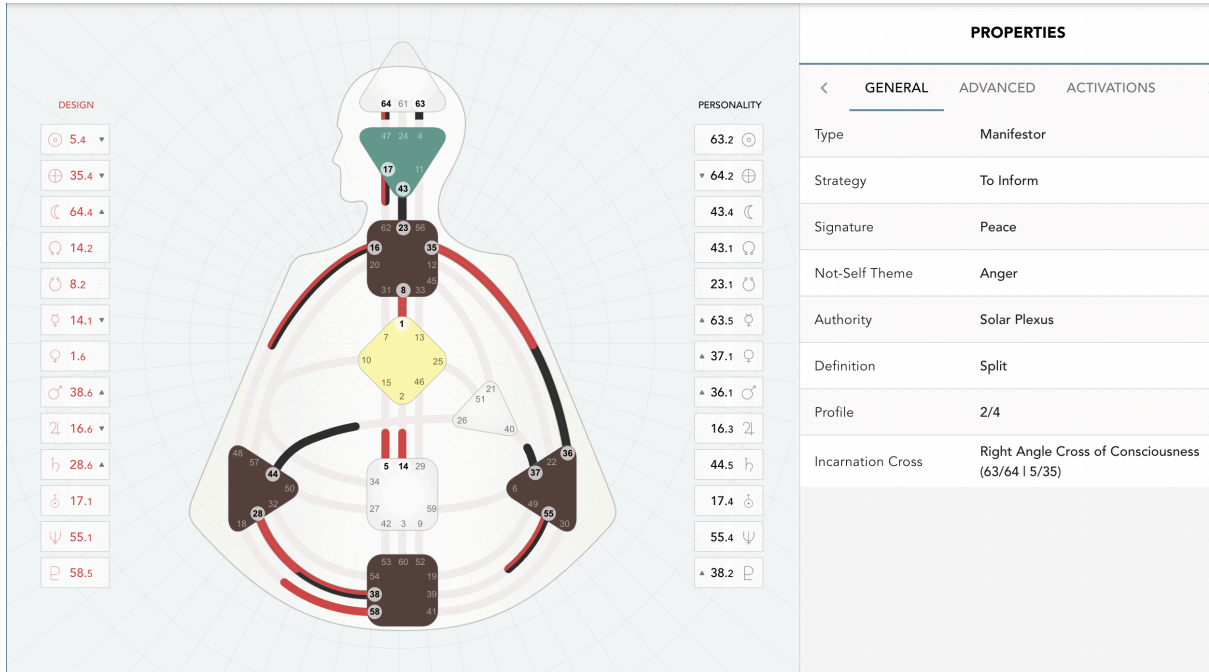 PROPERTIES
GENERAL ADVANCED ACTIVATIONS
Type Manifestor
Strategy To Inform
Signature Peace
Not-Self Theme Anger
Authority Solar Plexus
Definition Split
Profile 2/4
Incarnation Cross Right Angle Cross of Consciousness
(63/64 | 5/35)
DESIGN
5.4
35.4
64.4
14.2
8.2
14.1
1.6
38.6
16.6
28.6
17.1
55.1
58.5
64 61 63
47 24 4
17 11
43
62 23 56
16 35
20 12
45
31 8 33
1
7 13
10 25
15 46
2
21
51
26 40
48
57
44
50
32
28
18
5 14 29
34
27 59
42 3 9
36
22
37
6
49
55
30
53 60 52
54 19
38 39
58 41
PERSONALITY
63.2
64.2
43.4
43.1
23.1
63.5
37.1
36.1
16.3
44.5
17.4
55.4
38.2